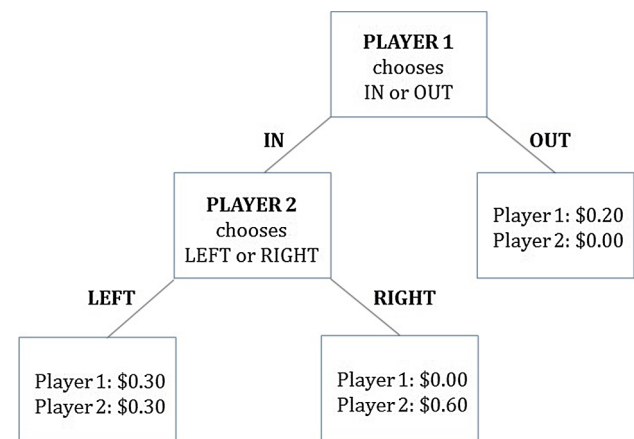 PLAYER 1
chooses
IN or OUT
IN
OUT
PLAYER 2
chooses
LEFT or RIGHT
Player 1: $0.20
Player 2: $0.00
LEFT
RIGHT
Player 1: $0.30
Player 2: $0.30
Player 1: $0.00
Player 2: $0.60